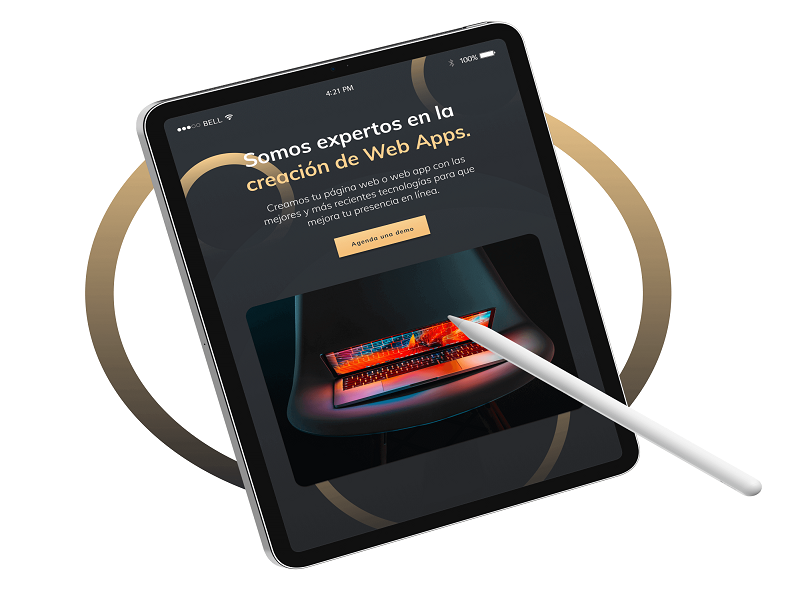 BELL
4:21 PM
100%
Somos expertos en la
creación de Web Apps.
Creamos tu página web o web app con las
mejores y más recientes tecnologías para que
mejora tu presencia en línea.
Agenda una demo